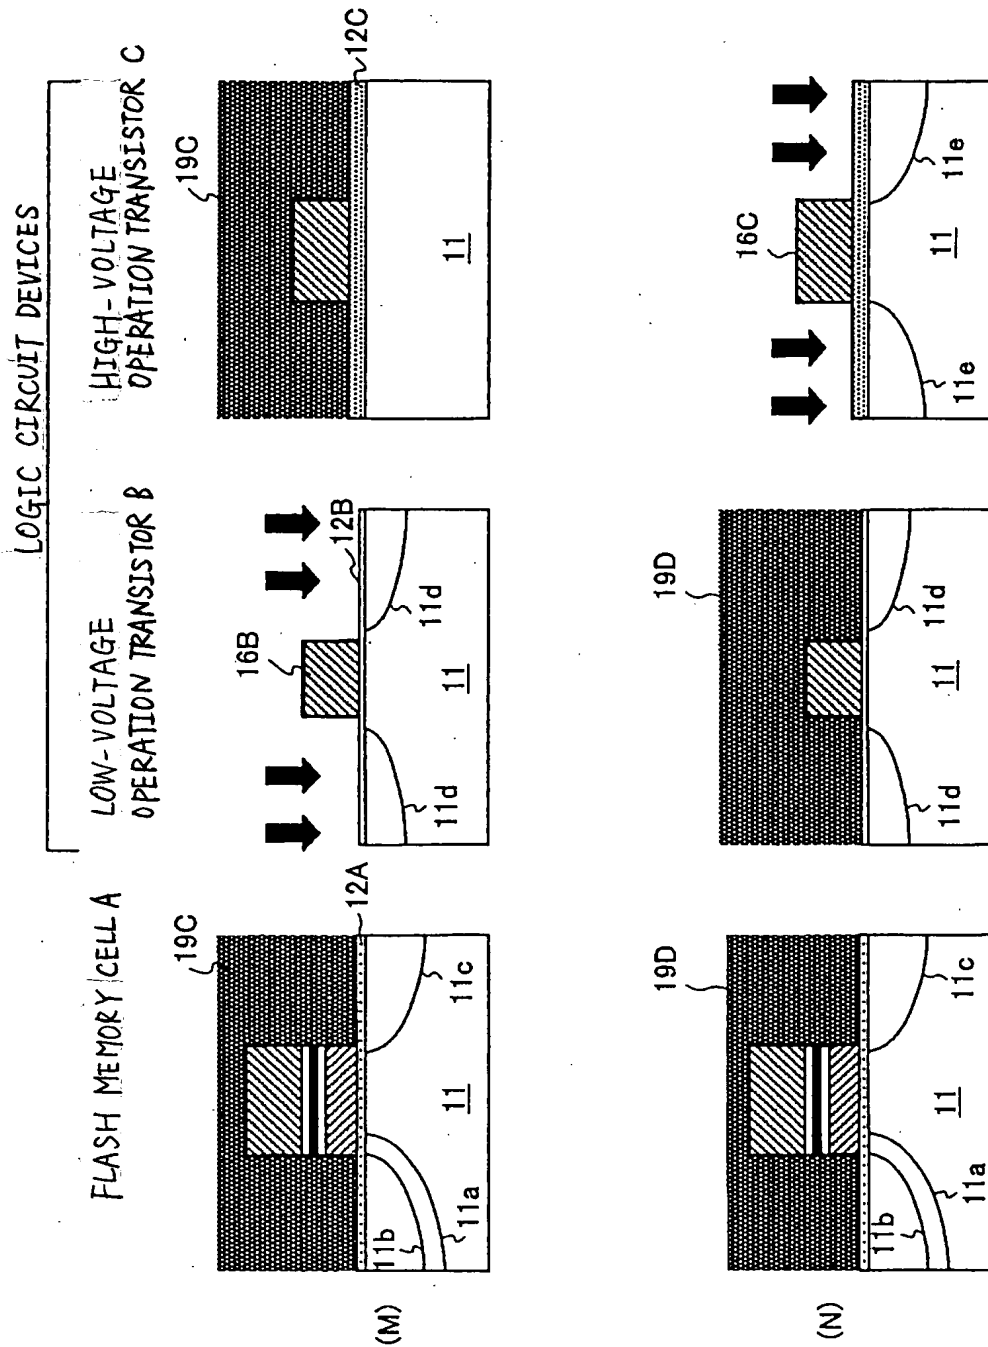 LOGIC CIRCUIT DEVICES
FLASH MEMORY CELL A
LOW-VOLTAGE
OPERATION TRANSISTOR B
HIGH-VOLTAGE
OPERATION TRANSISTOR C
(M)
19C
12A
11b
11a
11
11c
16B
12B
11d
11
11d
19C
12C
11
(N)
19D
11b
11a
11
11c
19D
11d
11
11d
16C
11e
11
11e